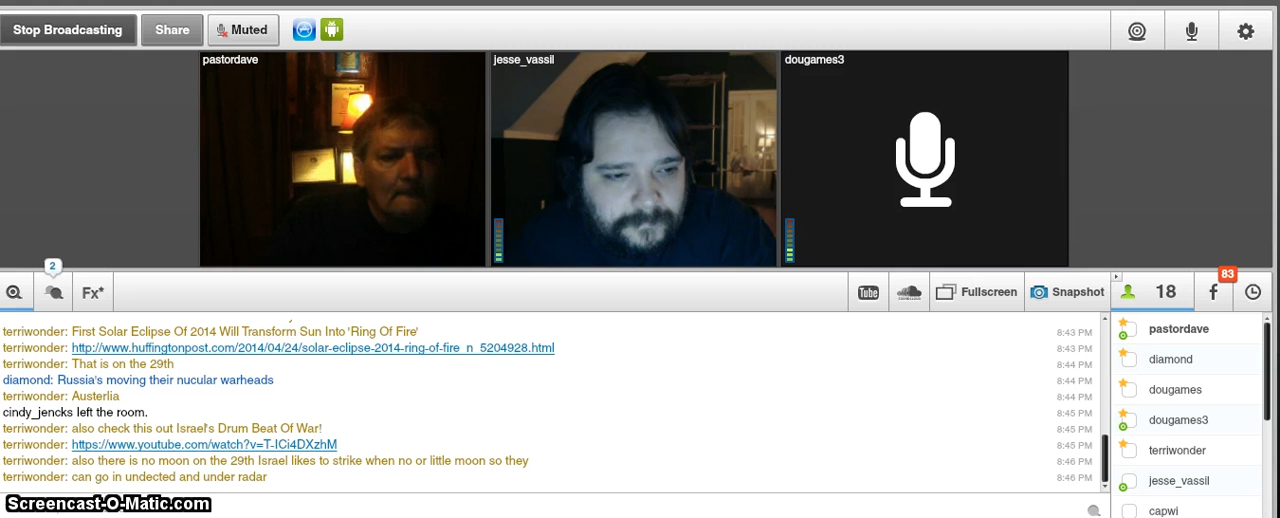 Stop Broadcasting
Share
Muted
pastordave
jesse_vassil
dougames3
2
Fx*
You Tube
Fullscreen
Snapshot
18
f
83
terriwonder: First Solar Eclipse Of 2014 Will Transform Sun Into 'Ring Of Fire' 8:43 PM
terriwonder: http://www.huffingtonpost.com/2014/04/24/solar-eclipse-2014-ring-of-fire_n_5204928.html 8:43 PM
terriwonder: That is on the 29th 8:44 PM
diamond: Russia's moving their nucular warheads 8:44 PM
terriwonder: Austerlia 8:44 PM
cindy_jencks left the room. 8:45 PM
terriwonder: also check this out Israel's Drum Beat Of War! 8:45 PM
terriwonder: https://www.youtube.com/watch?v=T-ICi4DXzhM 8:45 PM
terriwonder: also there is no moon on the 29th Israel likes to strike when no or little moon so they 8:46 PM
terriwonder: can go in undected and under radar 8:46 PM
pastordave
diamond
dougames
dougames3
terriwonder
jesse_vassil
capwi
Screencast-O-Matic.com